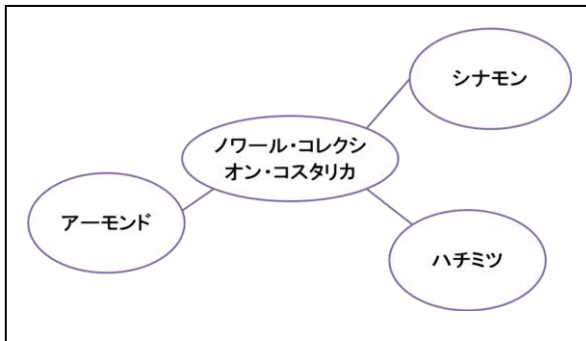 シナモン
ノワール・コレクシ
オン・コスタリカ
アーモンド
ハチミツ